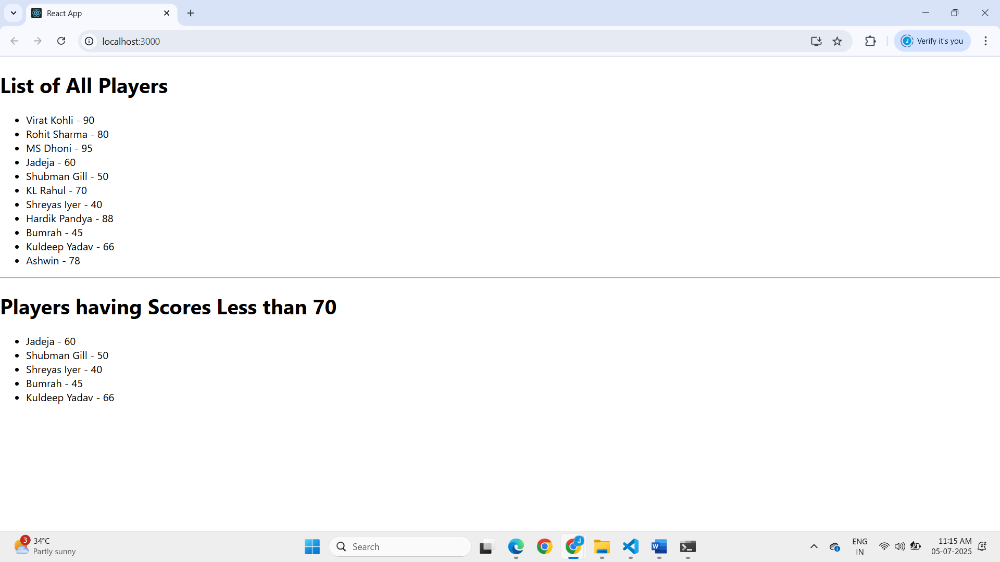 React App
localhost:3000
J
Verify it's you
List of All Players
• Virat Kohli - 90
• Rohit Sharma - 80
• MS Dhoni - 95
• Jadeja - 60
• Shubman Gill - 50
• KL Rahul - 70
• Shreyas Iyer - 40
• Hardik Pandya - 88
• Bumrah - 45
• Kuldeep Yadav - 66
• Ashwin - 78
Players having Scores Less than 70
• Jadeja - 60
• Shubman Gill - 50
• Shreyas Iyer - 40
• Bumrah - 45
• Kuldeep Yadav - 66
3
34°C
Partly sunny
Search
J
W
ENG
IN
11:15 AM
05-07-2025